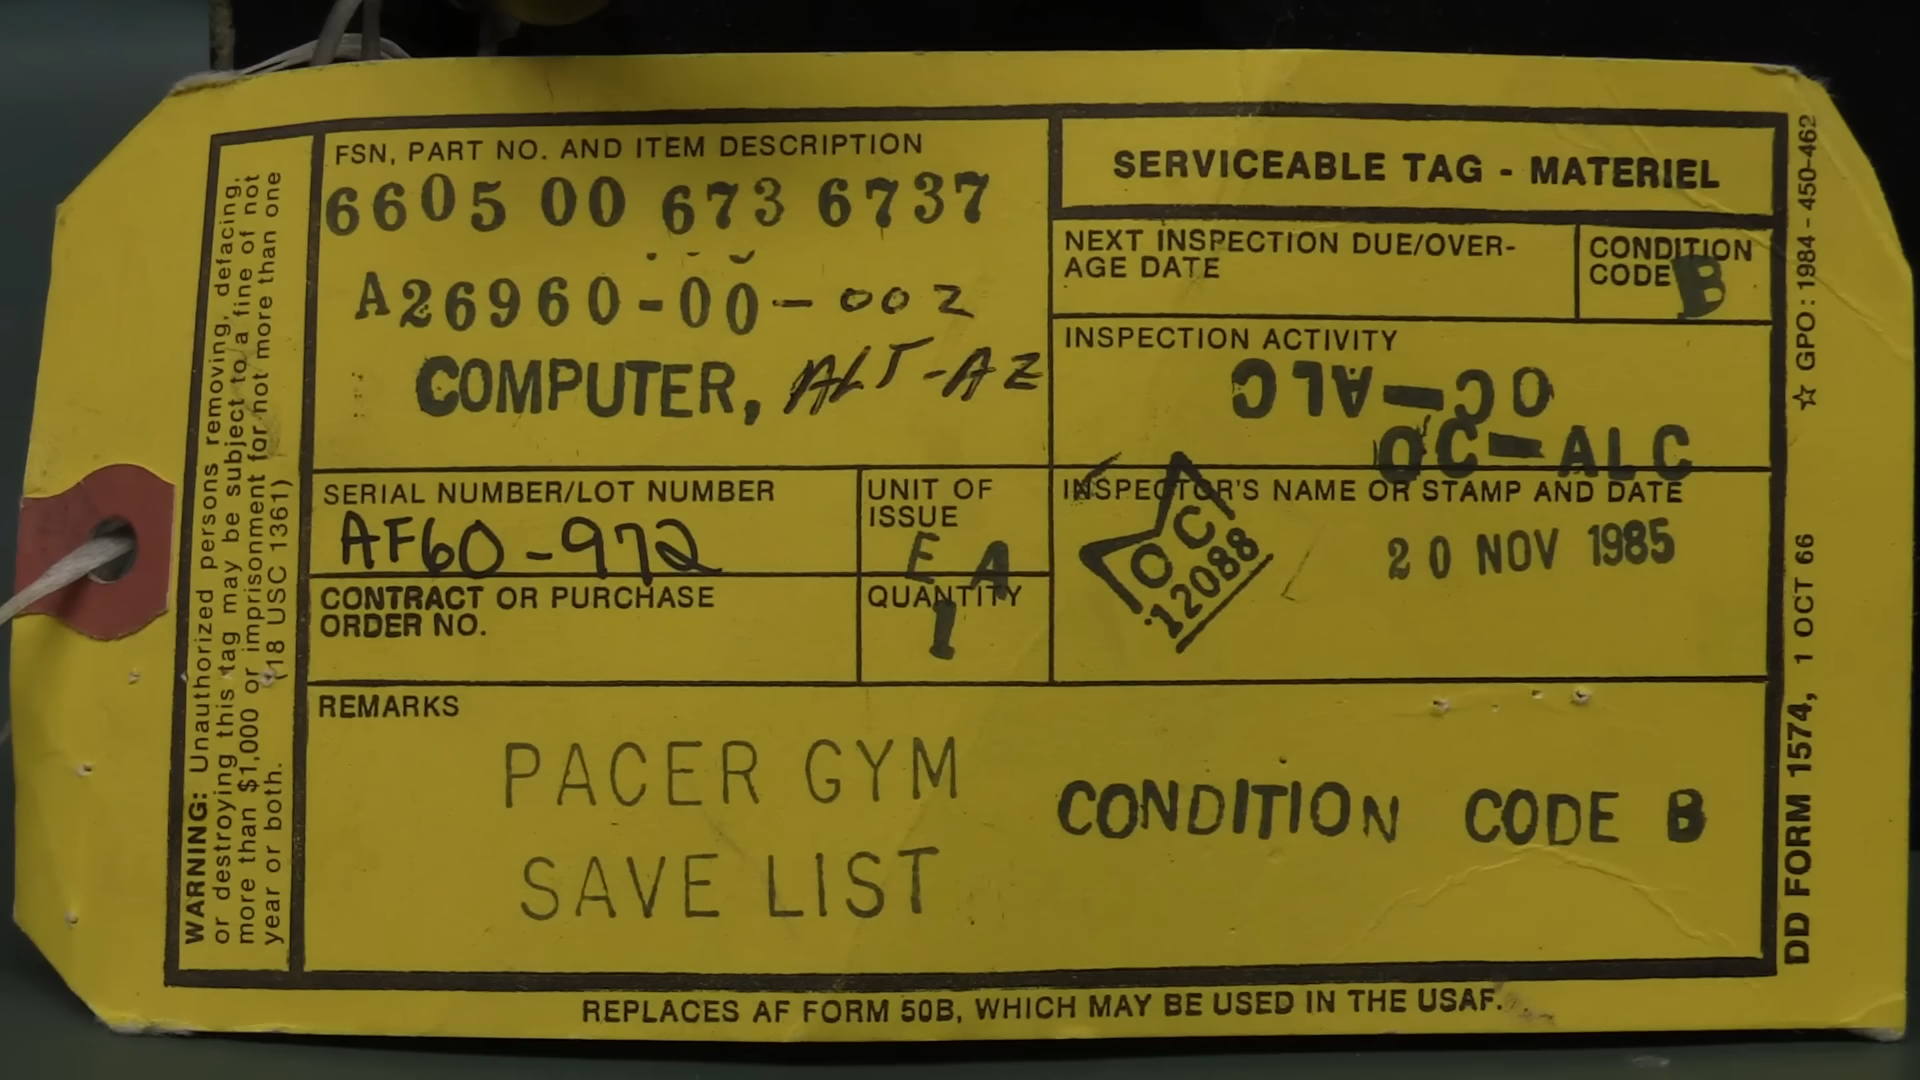 FSN, PART NO. AND ITEM DESCRIPTION
6605 00 673 6737
A26960-00-002
COMPUTER, ALT-AZ
SERVICEABLE TAG - MATERIEL
NEXT INSPECTION DUE/OVER-
AGE DATE
CONDITION
CODE B
INSPECTION ACTIVITY
OC-ALC
OC-ALC
SERIAL NUMBER/LOT NUMBER
AF60-972
UNIT OF
ISSUE
EA
INSPECTOR'S NAME OR STAMP AND DATE
OC
12088
20 NOV 1985
CONTRACT OR PURCHASE
ORDER NO.
QUANTITY
1
REMARKS
PACER GYM
SAVE LIST
CONDITION CODE B
WARNING: Unauthorized persons removing, defacing,
or destroying this tag may be subject to a fine of not
more than $1,000 or imprisonment for not more than one
year or both. (18 USC 1361)
DD FORM 1574, 1 OCT 66 ☆ GPO: 1984 - 450-462
REPLACES AF FORM 50B, WHICH MAY BE USED IN THE USAF.